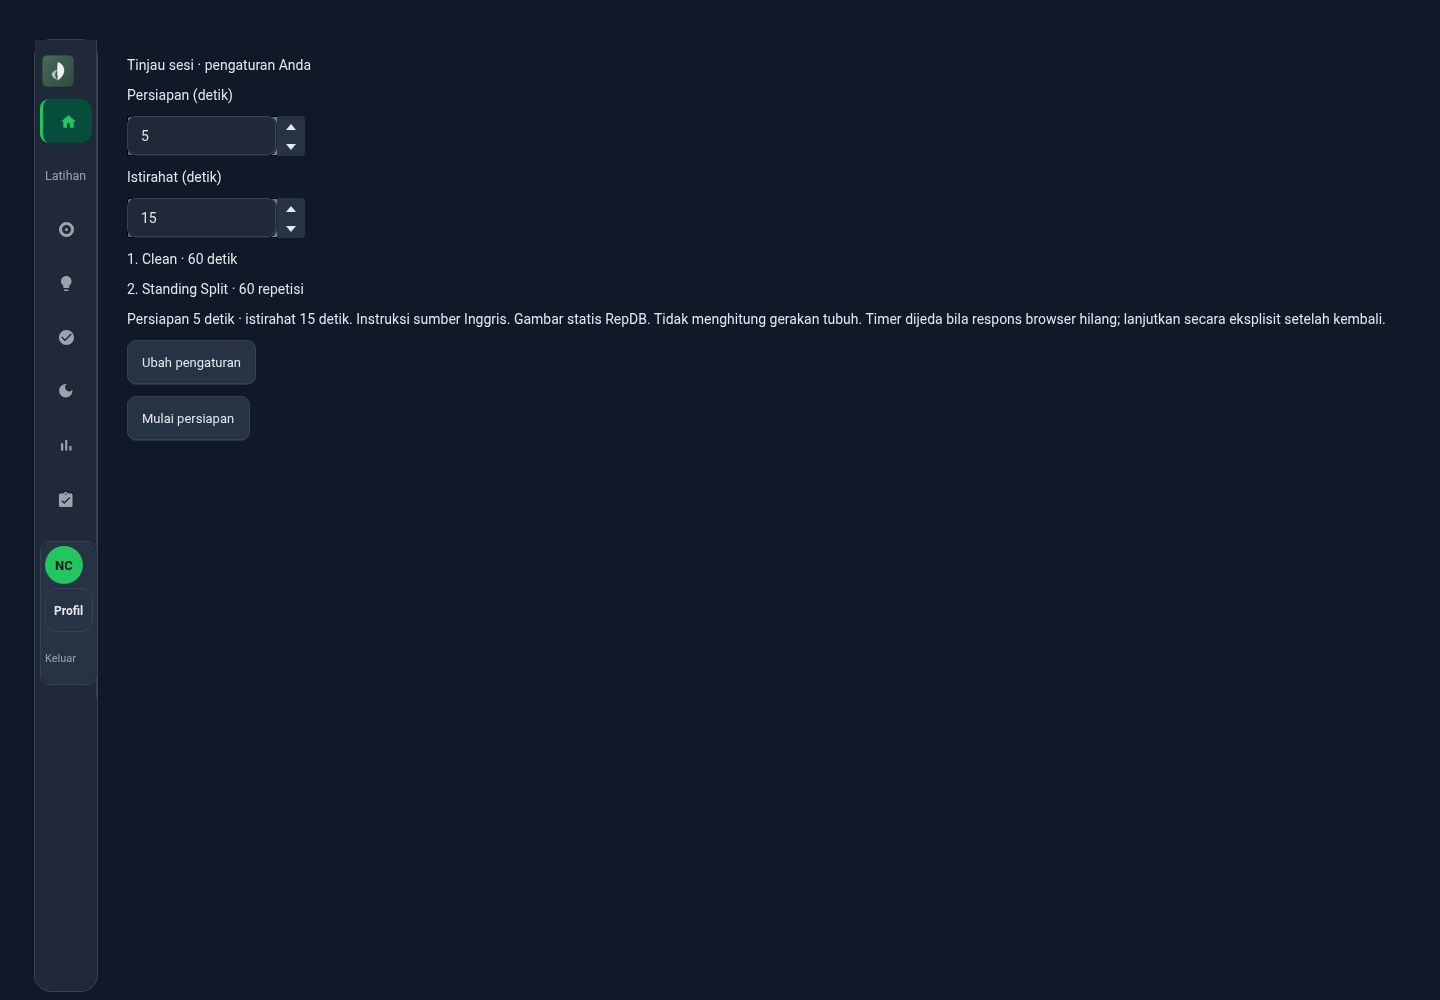 Tinjau sesi · pengaturan Anda
Persiapan (detik)
5
Latihan
Istirahat (detik)
15
1. Clean · 60 detik
2. Standing Split · 60 repetisi
Persiapan 5 detik · istirahat 15 detik. Instruksi sumber Inggris. Gambar statis RepDB. Tidak menghitung gerakan tubuh. Timer dijeda bila respons browser hilang; lanjutkan secara eksplisit setelah kembali.
Ubah pengaturan
Mulai persiapan
NC
Profil
Keluar